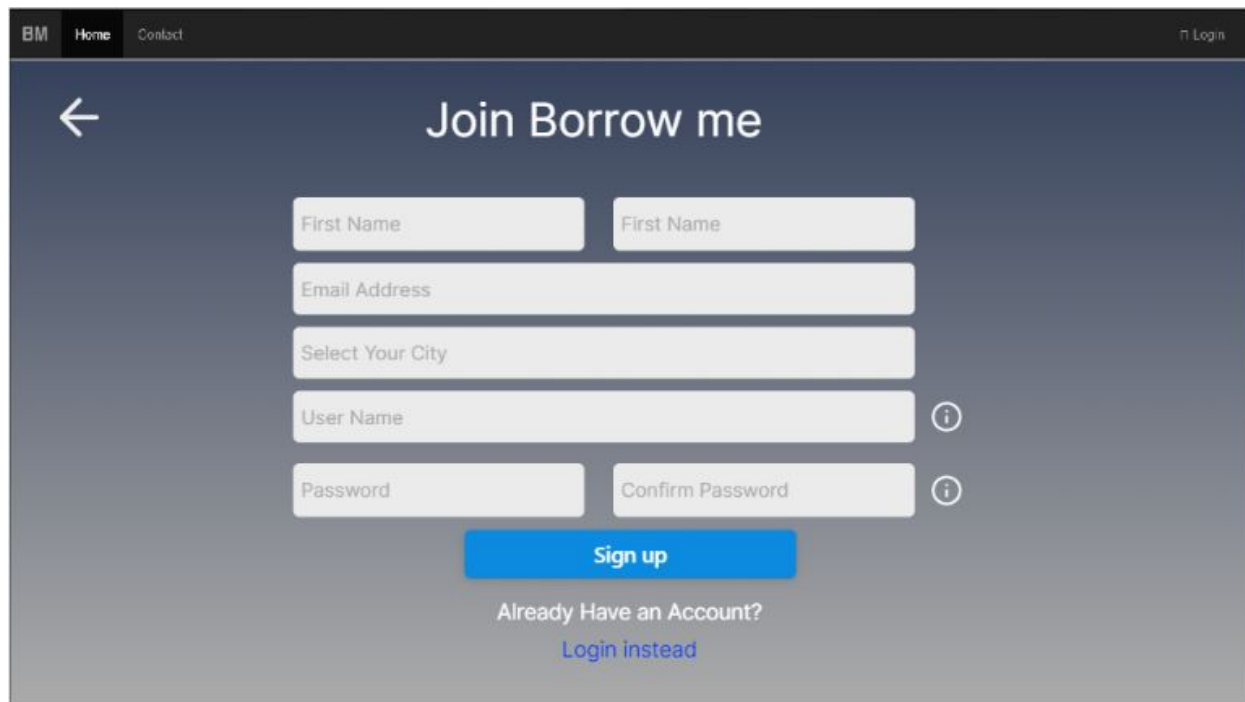 BM Home Contact Login
Join Borrow me
First Name First Name
Email Address
Select Your City
User Name
Password Confirm Password
Sign up
Already Have an Account?
Login instead